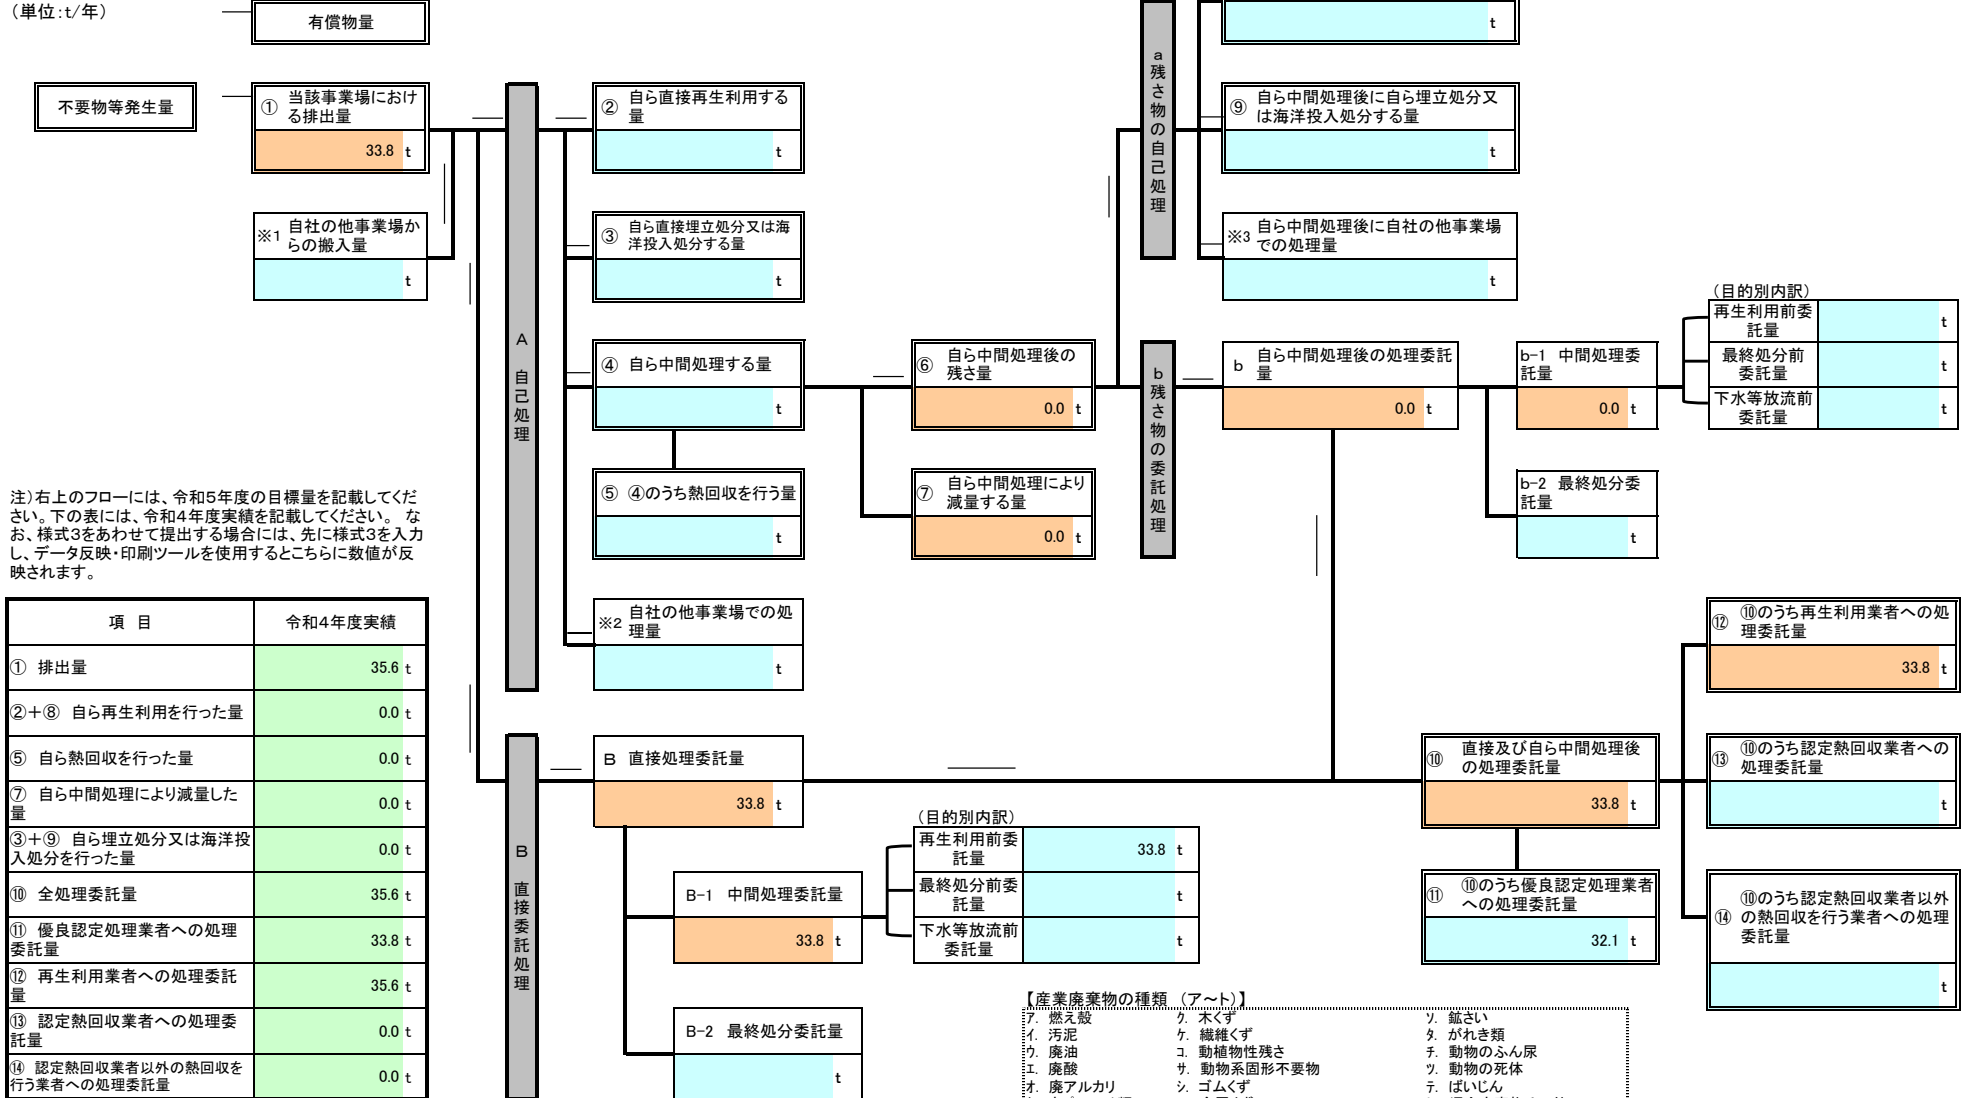 （単位:t/年）
有償物量
t
不要物等発生量
① 当該事業場におけ
る排出量
33.8 t
※1 自社の他事業場か
らの搬入量
t
A 自己処理
② 自ら直接再生利用する
量
t
③ 自ら直接埋立処分又は海
洋投入処分する量
t
④ 自ら中間処理する量
t
⑤ ④のうち熱回収を行う量
t
※2 自社の他事業場での処
理量
t
⑥ 自ら中間処理後の
残さ量
0.0 t
⑦ 自ら中間処理により
減量する量
0.0 t
a 残さ物の自己処理
⑨ 自ら中間処理後に自ら埋立処分又
は海洋投入処分する量
t
※3 自ら中間処理後に自社の他事業場
での処理量
t
b 残さ物の委託処理
b 自ら中間処理後の処理委託
量
0.0 t
b-1 中間処理委
託量
0.0 t
b-2 最終処分委
託量
t
（目的別内訳）
再生利用前委
託量
t
最終処分前
委託量
t
下水等放流前
委託量
t
注）右上のフローには、令和5年度の目標量を記載してくだ
さい。下の表には、令和4年度実績を記載してください。 な
お、様式3をあわせて提出する場合には、先に様式3を入力
し、データ反映・印刷ツールを使用するとこちらに数値が反
映されます。
項 目 令和4年度実績
① 排出量 35.6 t
②＋⑧ 自ら再生利用を行った量 0.0 t
⑤ 自ら熱回収を行った量 0.0 t
⑦ 自ら中間処理により減量した
量 0.0 t
③＋⑨ 自ら埋立処分又は海洋投
入処分を行った量 0.0 t
⑩ 全処理委託量 35.6 t
⑪ 優良認定処理業者への処理
委託量 33.8 t
⑫ 再生利用業者への処理委託
量 35.6 t
⑬ 認定熱回収業者への処理委
託量 0.0 t
⑭ 認定熱回収業者以外の熱回収を
行う業者への処理委託量 0.0 t
B 直接委託処理
B 直接処理委託量
33.8 t
B-1 中間処理委託量
33.8 t
B-2 最終処分委託量
t
（目的別内訳）
再生利用前委
託量
33.8 t
最終処分前委
託量
t
下水等放流前
委託量
t
⑩ 直接及び自ら中間処理後
の処理委託量
33.8 t
⑪ ⑩のうち優良認定処理業者
への処理委託量
32.1 t
⑫ ⑩のうち再生利用業者への処
理委託量
33.8 t
⑬ ⑩のうち認定熱回収業者への
処理委託量
t
⑭ ⑩のうち認定熱回収業者以外
の熱回収を行う業者への処理
委託量
t
【産業廃棄物の種類 （ア～ト）】
ア. 燃え殻 ク. 木くず ソ. 鉱さい
イ. 汚泥 ケ. 繊維くず タ. がれき類
ウ. 廃油 コ. 動植物性残さ チ. 動物のふん尿
エ. 廃酸 サ. 動物系固形不要物 ツ. 動物の死体
オ. 廃アルカリ シ. ゴムくず テ. ばいじん